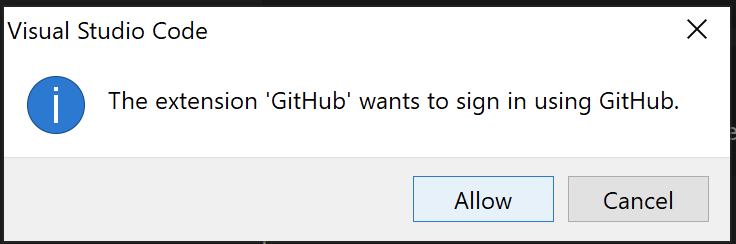 Visual Studio Code
The extension 'GitHub' wants to sign in using GitHub.
Allow
Cancel